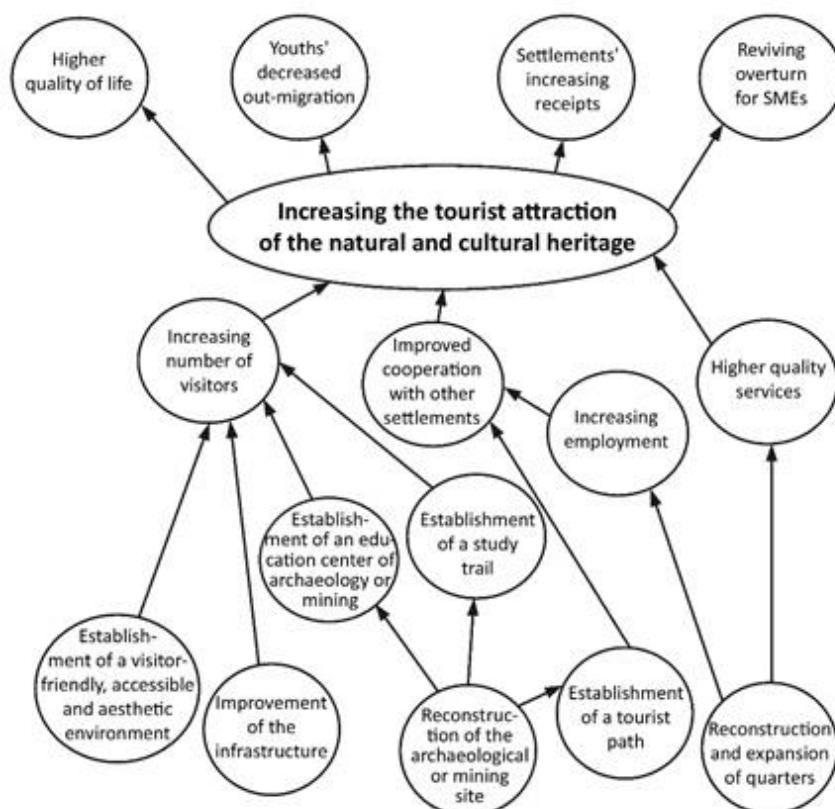 Higher
quality of life
Youths'
decreased
out-migration
Settlements'
increasing
receipts
Reviving
overturn
for SMEs
Increasing the tourist attraction
of the natural and cultural heritage
Increasing
number of
visitors
Improved
cooperation
with other
settlements
Increasing
employment
Higher quality
services
Establish-
ment of an edu-
cation center of
archaeology or
mining
Establishment
of a study
trail
Establish-
ment of a visitor-
friendly, accessible
and aesthetic
environment
Improvement
of the
infrastructure
Reconstruc-
tion of the
archaeological
or mining
site
Establishment
of a tourist
path
Reconstruction
and expansion
of quarters